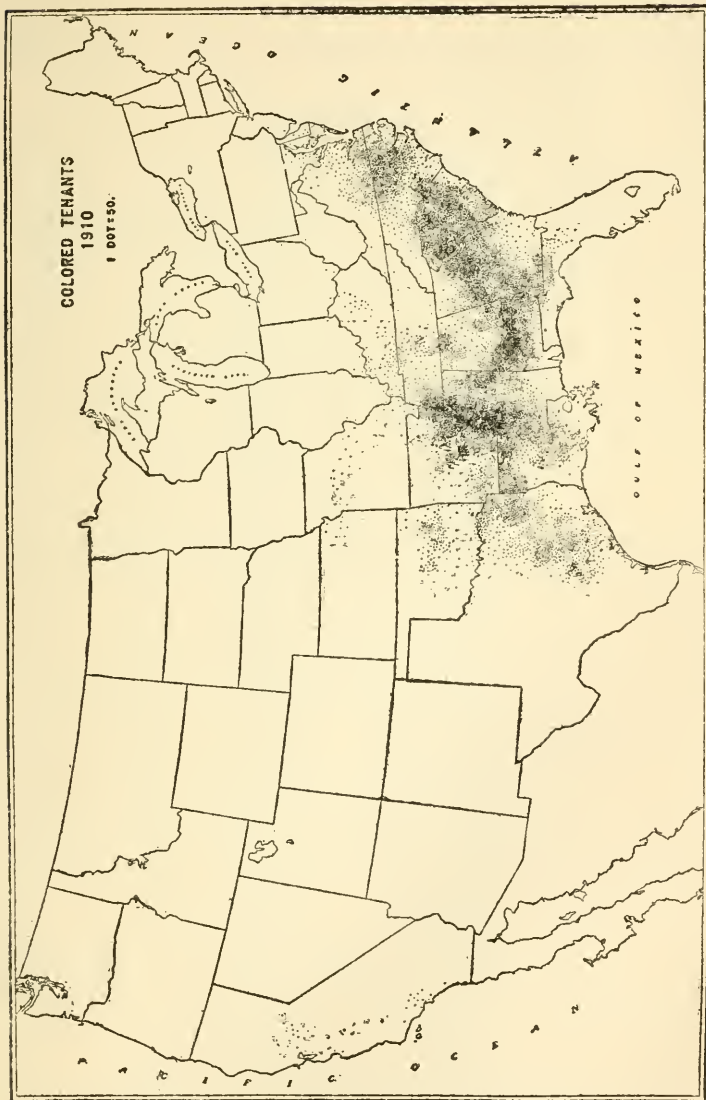 COLORED TENANTS
1910
1 DOT=50.
ATLANTIC OCEAN
GULF OF MEXICO
PACIFIC OCEAN